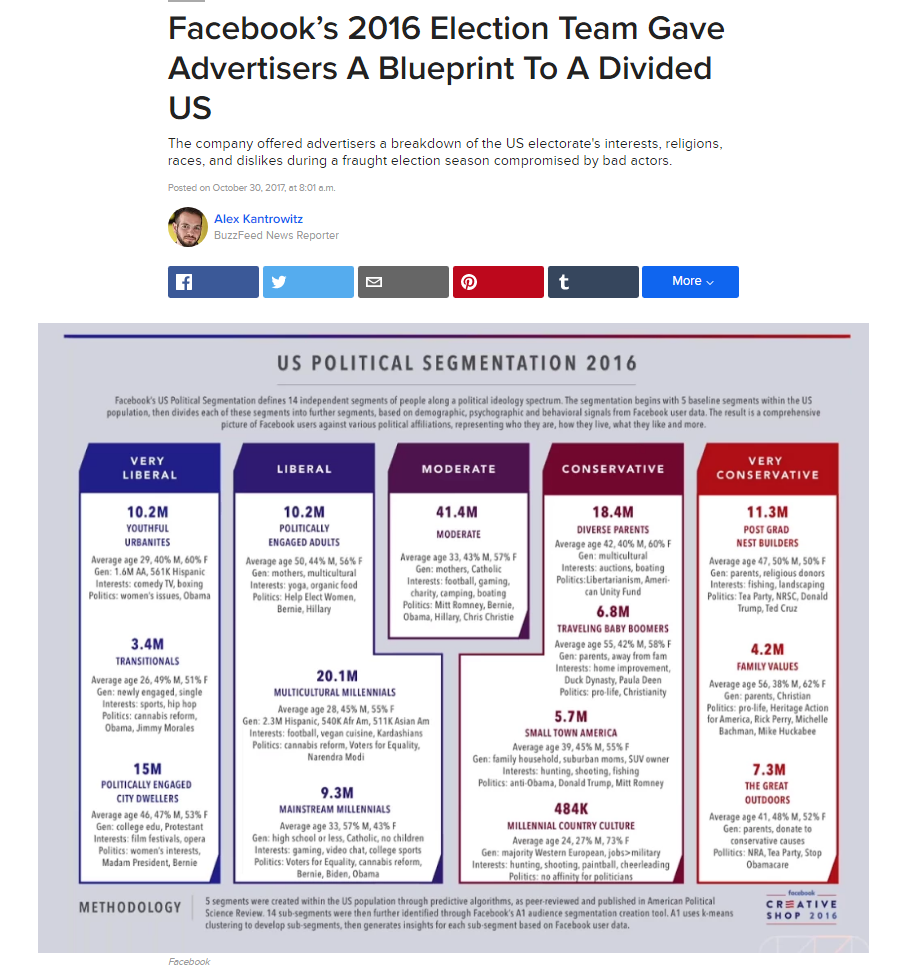 Facebook's 2016 Election Team Gave
Advertisers A Blueprint To A Divided
US
The company offered advertisers a breakdown of the US electorate's interests, religions,
races, and dislikes during a fraught election season compromised by bad actors.
Posted on October 30, 2017, at 8:01 a.m.
Alex Kantrowitz
BuzzFeed News Reporter
More
US POLITICAL SEGMENTATION 2016
Facebook's US Political Segmentation defines 14 independent segments of people along a political ideology spectrum. The segmentation begins with 5 baseline segments within the US
population, then divides each of these segments into further segments, based on demographic, psychographic and behavioral signals from Facebook user data. The result is a comprehensive
picture of Facebook users against various political affiliations, representing who they are, how they live, what they like and more.
VERY
LIBERAL
10.2M
YOUTHFUL
URBANITES
Average age 29, 40% M, 60% F
Gen: 1.6M AA, 561K Hispanic
Interests: comedy TV, boxing
Politics: women's issues, Obama
3.4M
TRANSITIONALS
Average age 26, 49% M, 51% F
Gen: newly engaged, single
Interests: sports, hip hop
Politics: cannabis reform,
Obama, Jimmy Morales
15M
POLITICALLY ENGAGED
CITY DWELLERS
Average age 46, 47% M, 53% F
Gen: college edu, Protestant
Interests: film festivals, opera
Politics: women's interests,
Madam President, Bernie
LIBERAL
10.2M
POLITICALLY
ENGAGED ADULTS
Average age 50, 44% M, 56% F
Gen: mothers, multicultural
Interests: yoga, organic food
Politics: Help Elect Women,
Bernie, Hillary
20.1M
MULTICULTURAL MILLENNIALS
Average age 28, 45% M, 55% F
Gen: 2.3M Hispanic, 540K Afr Am, 511K Asian Am
Interests: football, vegan cuisine, Kardashians
Politics: cannabis reform, Voters for Equality,
Narendra Modi
9.3M
MAINSTREAM MILLENNIALS
Average age 33, 57% M, 43% F
Gen: high school or less, Catholic, no children
Interests: gaming, video chat, college sports
Politics: Voters for Equality, cannabis reform,
Bernie, Biden, Obama
MODERATE
41.4M
MODERATE
Average age 33, 43% M, 57% F
Gen: mothers, Catholic
Interests: football, gaming,
charity, camping, boating
Politics: Mitt Romney, Bernie,
Obama, Hillary, Chris Christie
CONSERVATIVE
18.4M
DIVERSE PARENTS
Average age 42, 40% M, 60% F
Gen: multicultural
Interests: auctions, boating
Politics:Libertarianism, Ameri-
can Unity Fund
6.8M
TRAVELING BABY BOOMERS
Average age 55, 42% M, 58% F
Gen: parents, away from fam
Interests: home improvement,
Duck Dynasty, Paula Deen
Politics: pro-life, Christianity
5.7M
SMALL TOWN AMERICA
Average age 39, 45% M, 55% F
Gen: family household, suburban moms, SUV owner
Interests: hunting, shooting, fishing
Politics: anti-Obama, Donald Trump, Mitt Romney
484K
MILLENNIAL COUNTRY CULTURE
Average age 24, 27% M, 73% F
Gen: majority Western European, jobs>military
Interests: hunting, shooting, paintball, cheerleading
Politics: no affinity for politicians
VERY
CONSERVATIVE
11.3M
POST GRAD
NEST BUILDERS
Average age 47, 50% M, 50% F
Gen: parents, religious donors
Interests: fishing, landscaping
Politics: Tea Party, NRSC, Donald
Trump, Ted Cruz
4.2M
FAMILY VALUES
Average age 56, 38% M, 62% F
Gen: parents, Christian
Politics: pro-life, Heritage Action
for America, Rick Perry, Michelle
Bachman, Mike Huckabee
7.3M
THE GREAT
OUTDOORS
Average age 41, 48% M, 52% F
Gen: parents, donate to
conservative causes
Pollitics: NRA, Tea Party, Stop
Obamacare
METHODOLOGY
5 segments were created within the US population through predictive algorithms, as peer-reviewed and published in American Political
Science Review. 14 sub-segments were then further identified through Facebook's A1 audience segmentation creation tool. A1 uses k-means
clustering to develop sub-segments, then generates insights for each sub-segment based on Facebook user data.
facebook
CREATIVE
SHOP 2016
Facebook